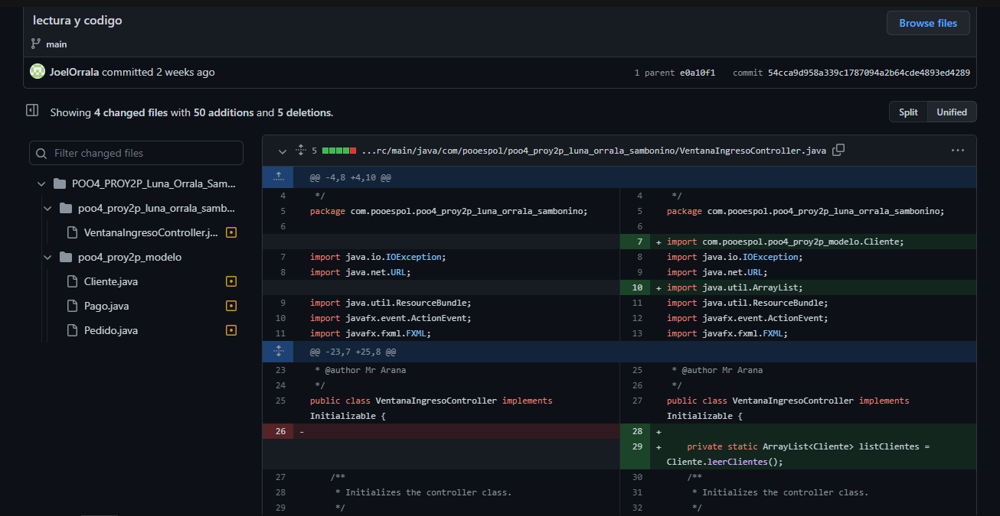 lectura y codigo
Browse files
main
JoelOrrala committed 2 weeks ago
1 parent e0a10f1 commit 54cca9d958a339c1787094a2b64cde4893ed4289
Showing 4 changed files with 50 additions and 5 deletions.
Split Unified
Filter changed files
POO4_PROY2P_Luna_Orrala_Sam...
poo4_proy2p_luna_orrala_samb...
VentanaIngresoController.j...
poo4_proy2p_modelo
Cliente.java
Pago.java
Pedido.java
5 ...rc/main/java/com/pooespol/poo4_proy2p_luna_orrala_sambonino/VentanaIngresoController.java
@@ -4,8 +4,10 @@
4 */ 4 */
5 package com.pooespol.poo4_proy2p_luna_orrala_sambonino; 5 package com.pooespol.poo4_proy2p_luna_orrala_sambonino;
6 6
7 + import com.pooespol.poo4_proy2p_modelo.Cliente;
7 import java.io.IOException; 8 import java.io.IOException;
8 import java.net.URL; 9 import java.net.URL;
10 + import java.util.ArrayList;
9 import java.util.ResourceBundle; 11 import java.util.ResourceBundle;
10 import javafx.event.ActionEvent; 12 import javafx.event.ActionEvent;
11 import javafx.fxml.FXML; 13 import javafx.fxml.FXML;
@@ -23,7 +25,8 @@
23 * @author Mr Arana 25 * @author Mr Arana
24 */ 26 */
25 public class VentanaIngresoController implements 27 public class VentanaIngresoController implements
Initializable { Initializable {
26 - 28 +
29 + private static ArrayList<Cliente> listClientes =
Cliente.leerClientes();
27 /** 30 /**
28 * Initializes the controller class. 31 * Initializes the controller class.
29 */ 32 */